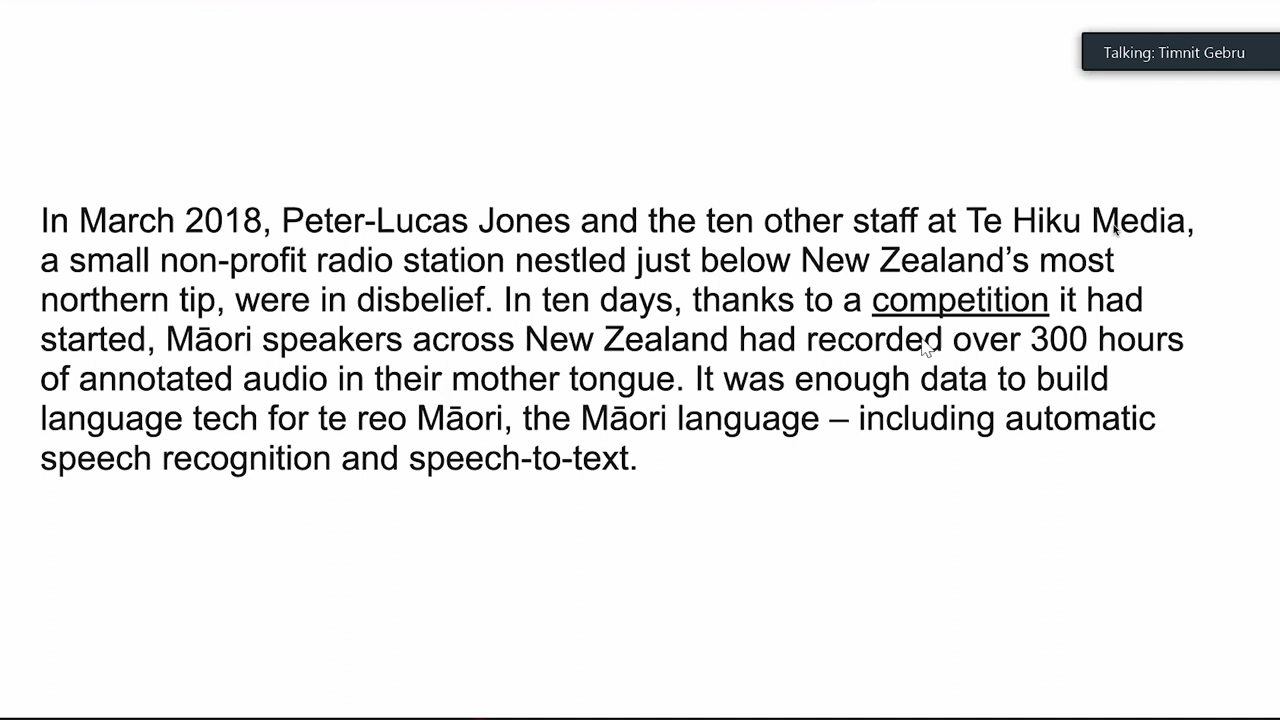 Talking: Timnit Gebru
In March 2018, Peter-Lucas Jones and the ten other staff at Te Hiku Media,
a small non-profit radio station nestled just below New Zealand’s most
northern tip, were in disbelief. In ten days, thanks to a competition it had
started, Māori speakers across New Zealand had recorded over 300 hours
of annotated audio in their mother tongue. It was enough data to build
language tech for te reo Māori, the Māori language – including automatic
speech recognition and speech-to-text.